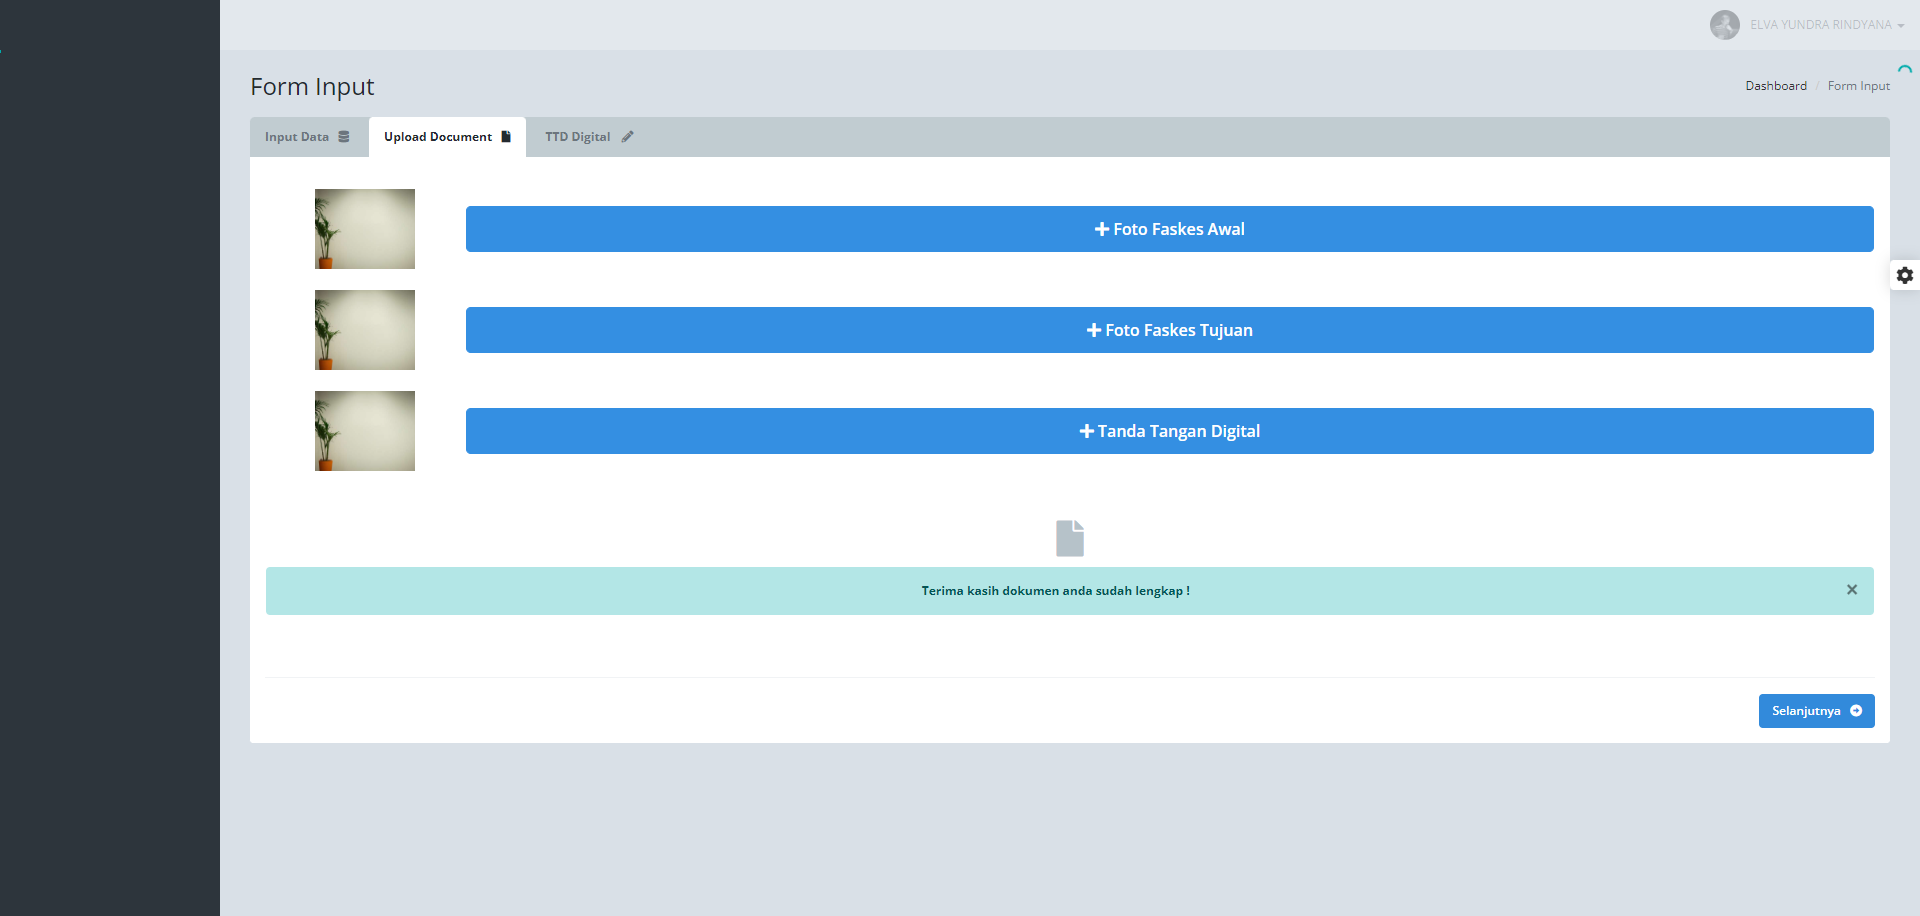 ELVA YUNDRA RINDYANA
Form Input
Dashboard / Form Input
Input Data
Upload Document
TTD Digital
Foto Faskes Awal
Foto Faskes Tujuan
Tanda Tangan Digital
Terima kasih dokumen anda sudah lengkap !
×
Selanjutnya